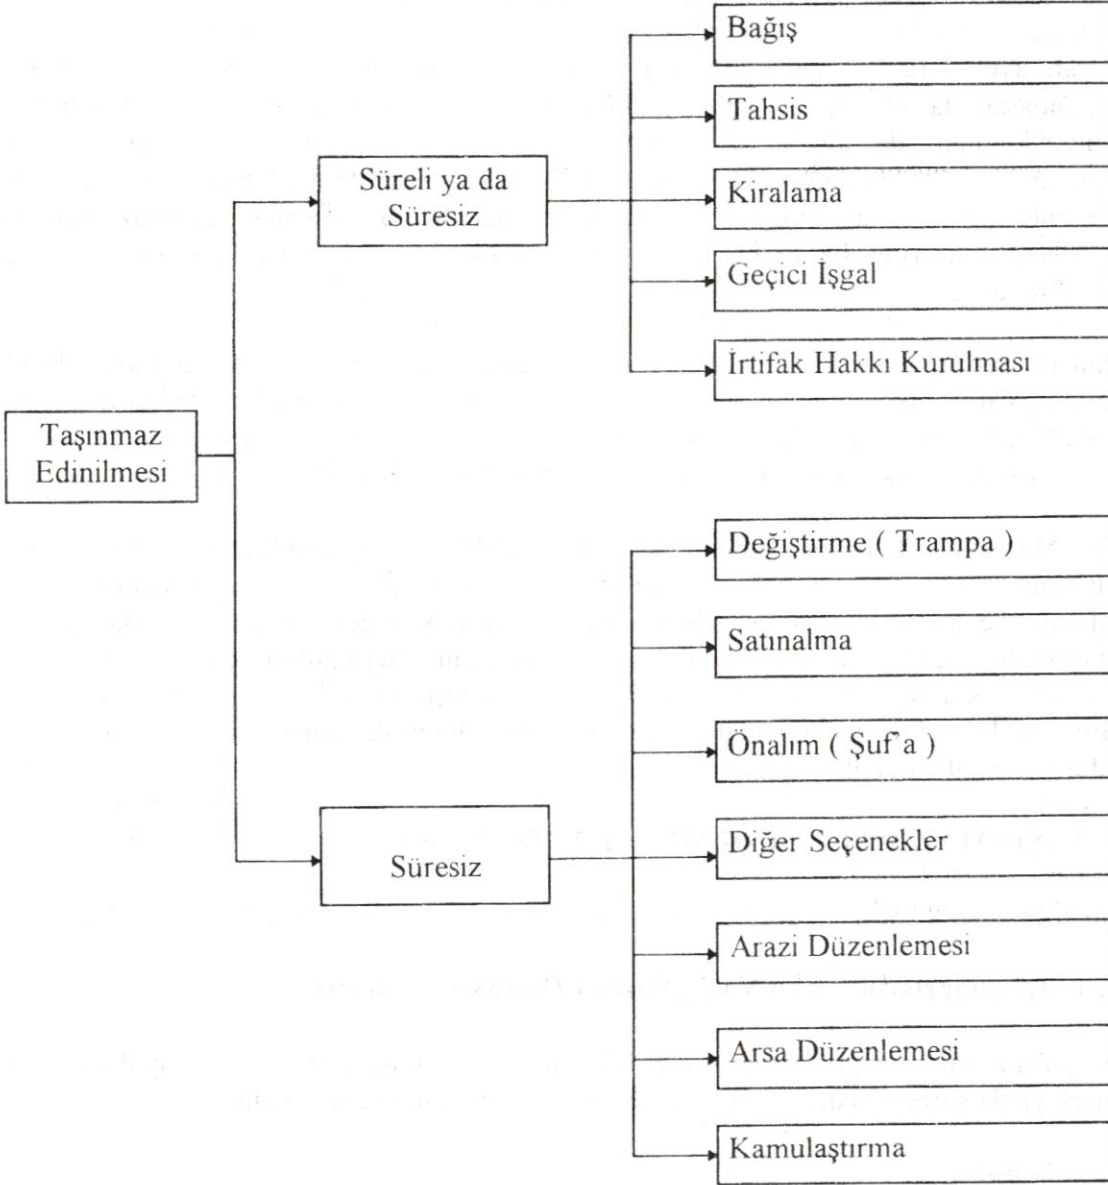 Bağış
Tahsis
Süreli ya da
Süresiz
Kiralama
Geçici İşgal
İrtifak Hakkı Kurulması
Taşınmaz
Edinilmesi
Değiştirme ( Trampa )
Satınalma
Önalım ( Şuf'a )
Süresiz
Diğer Seçenekler
Arazi Düzenlemesi
Arsa Düzenlemesi
Kamulaştırma